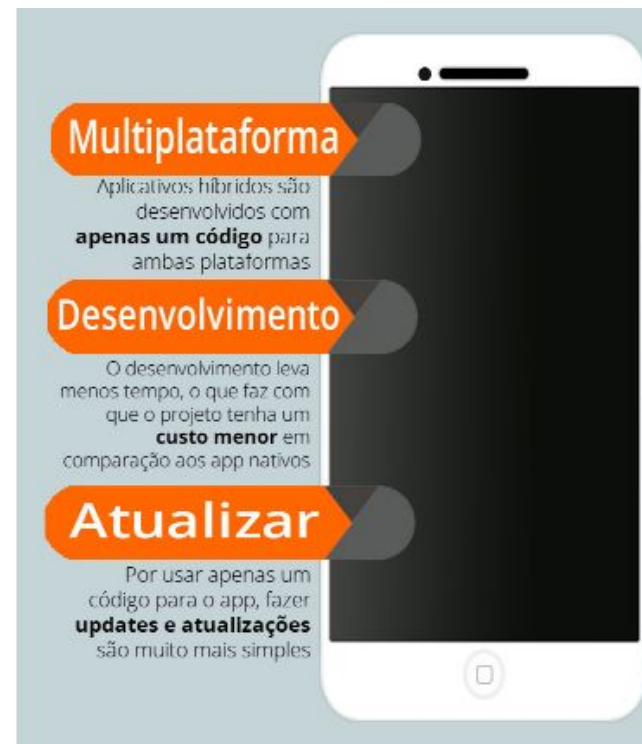 Multiplataforma
Aplicativos híbridos são
desenvolvidos com
apenas um código para
ambas plataformas
Desenvolvimento
O desenvolvimento leva
menos tempo, o que faz com
que o projeto tenha um
custo menor em
comparação aos app nativos
Atualizar
Por usar apenas um
código para o app, fazer
updates e atualizações
são muito mais simples